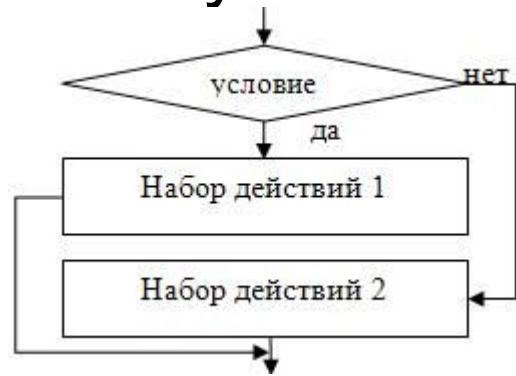 условие
нет
да
Набор действий 1
Набор действий 2